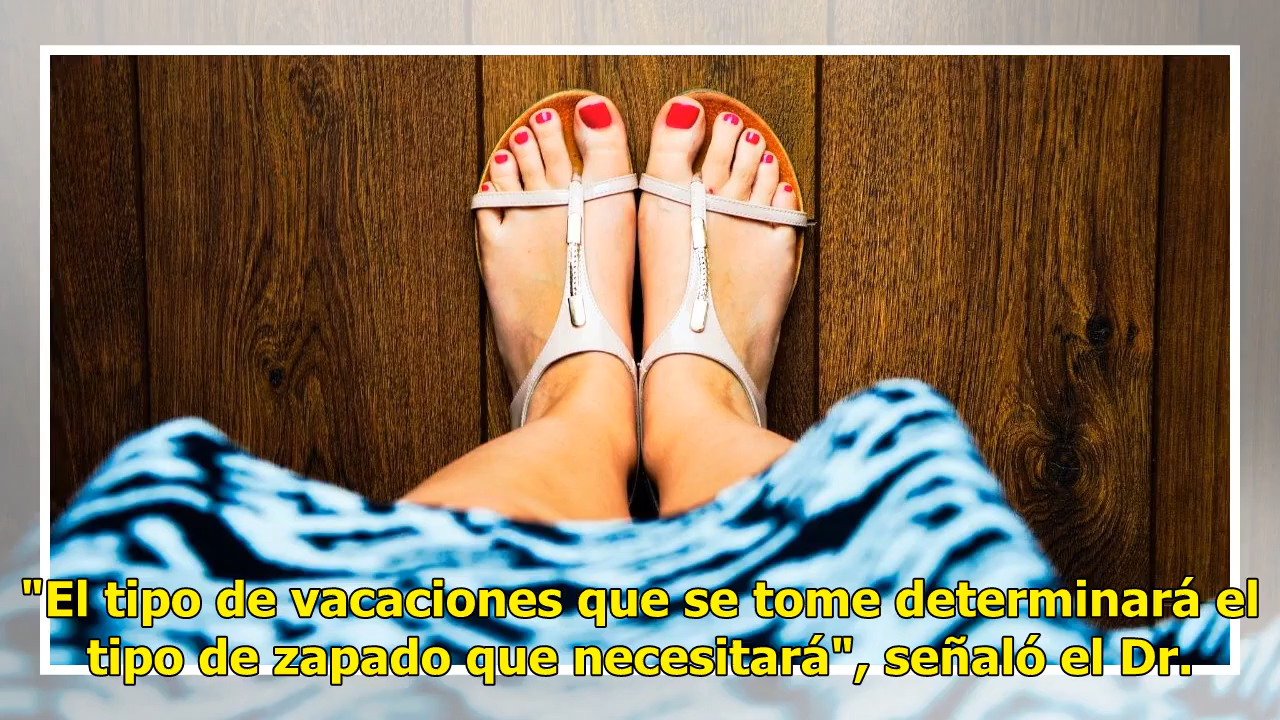 "El tipo de vacaciones que se tome determinará el
tipo de zapado que necesitará", señaló el Dr.